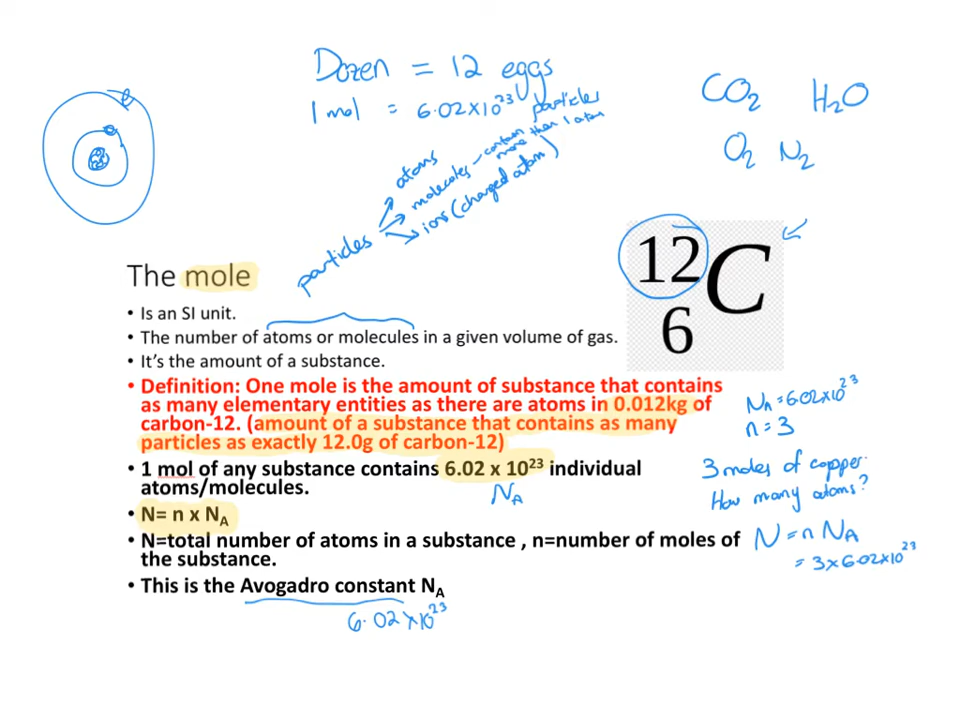 Dozen = 12 eggs
1 mol = 6.02×10²³ particles
CO₂ H₂O
O₂ N₂
particles
atoms
molecules - contain more than 1 atom
ions (charged atom)
The mole
• Is an SI unit.
• The number of atoms or molecules in a given volume of gas.
• It's the amount of a substance.
• Definition: One mole is the amount of substance that contains
as many elementary entities as there are atoms in 0.012kg of
carbon-12. (amount of a substance that contains as many
particles as exactly 12.0g of carbon-12)
• 1 mol of any substance contains 6.02 x 10²³ individual
atoms/molecules.
N_A
• N= n x N_A
• N=total number of atoms in a substance , n=number of moles of
the substance.
• This is the Avogadro constant N_A
6.02×10²³
12
6
C
N_A = 6.02×10²³
n = 3
3 moles of copper.
How many atoms?
N = n N_A
= 3×6.02×10²³